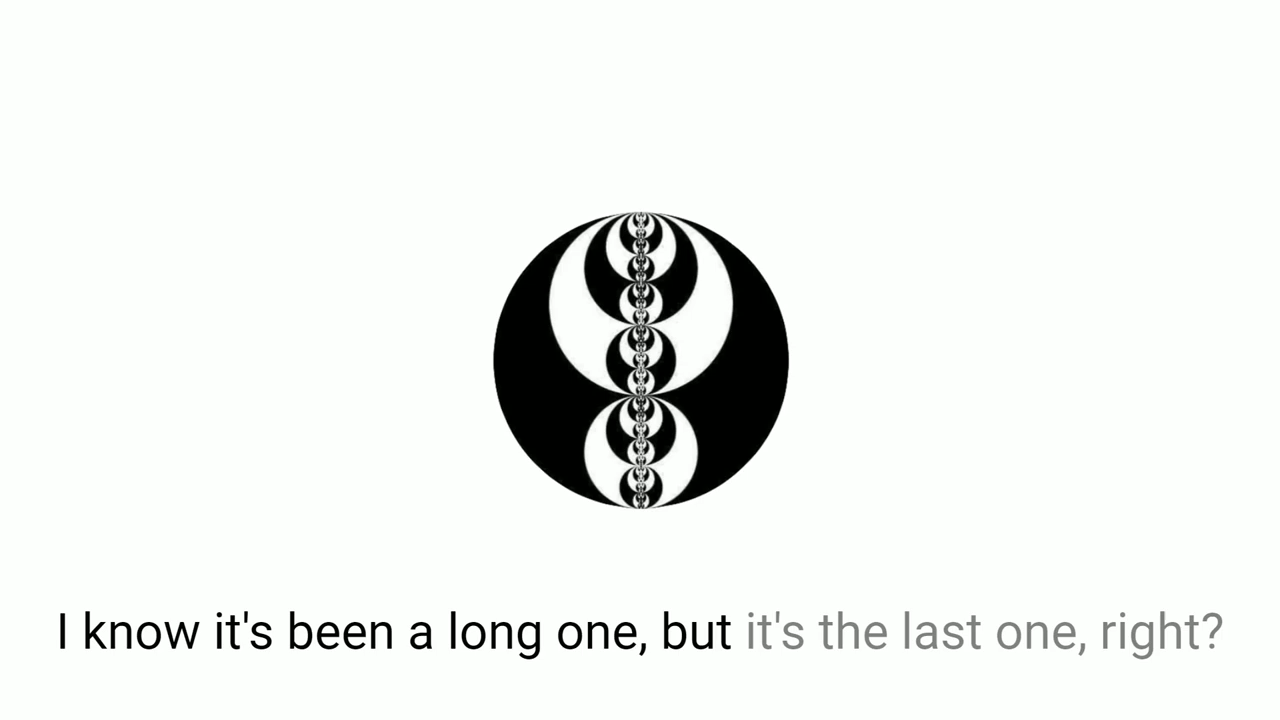 I know it's been a long one, but it's the last one, right?